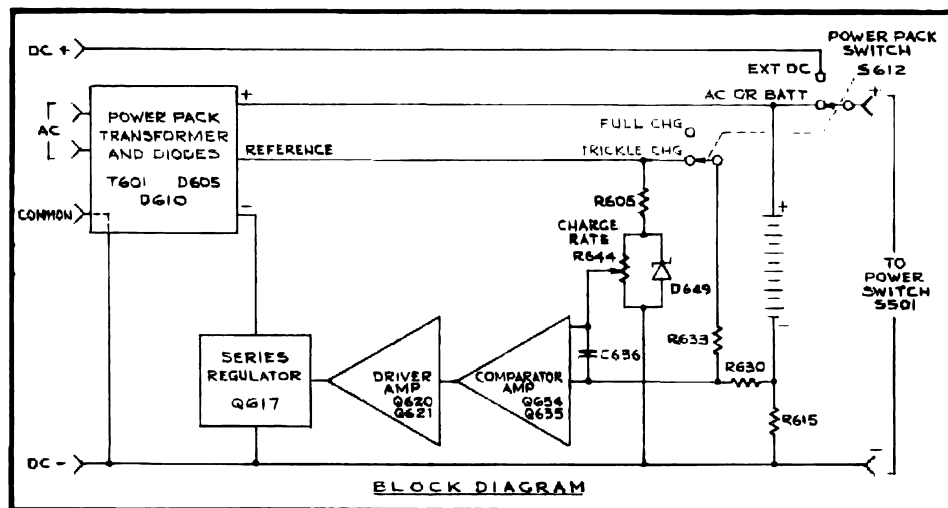 DC +
POWER PACK
SWITCH
S612
EXT DC
AC OR BATT
+
+
AC
POWER PACK
TRANSFORMER
AND DIODES
T601 D605
D610
REFERENCE
FULL CHG
TRICKLE CHG
COMMON
−
R605
CHARGE
RATE
R644
D649
+
−
TO
POWER
SWITCH
S501
SERIES
REGULATOR
Q617
DRIVER
AMP
Q620
Q621
COMPARATOR
AMP
Q654
Q655
C636
R633
R630
R615
DC −
−
BLOCK DIAGRAM